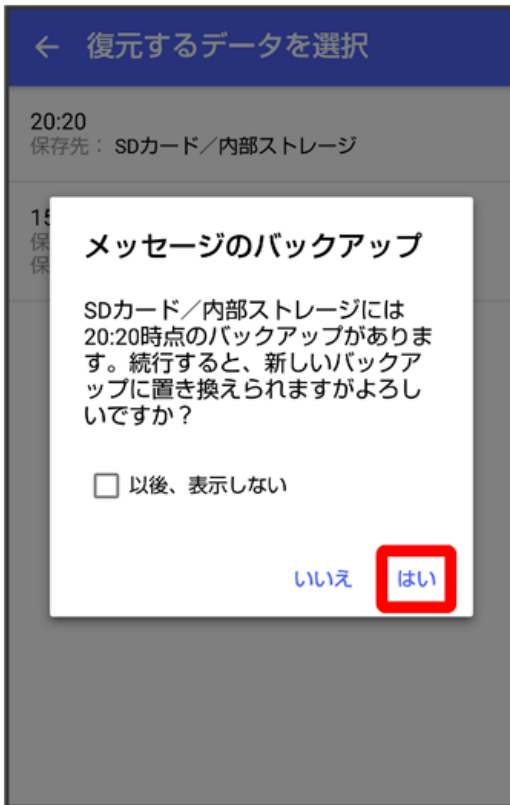 ← 復元するデータを選択
20:20
保存先： SDカード／内部ストレージ
15
保
保
メッセージのバックアップ
SDカード／内部ストレージには
20:20時点のバックアップがありま
す。続行すると、新しいバックア
ップに置き換えられますがよろし
いですか？
以後、表示しない
いいえ はい